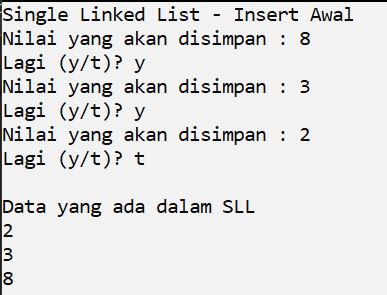 Single Linked List - Insert Awal
Nilai yang akan disimpan : 8
Lagi (y/t)? y
Nilai yang akan disimpan : 3
Lagi (y/t)? y
Nilai yang akan disimpan : 2
Lagi (y/t)? t
Data yang ada dalam SLL
2
3
8